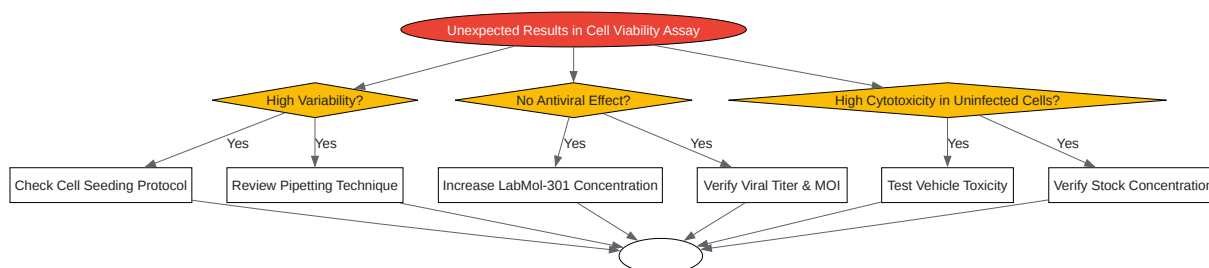 Unexpected Results in Cell Viability Assay
High Variability?
No Antiviral Effect?
High Cytotoxicity in Uninfected Cells?
Yes
Yes
Yes
Yes
Yes
Yes
Check Cell Seeding Protocol
Review Pipetting Technique
Increase LabMol-301 Concentration
Verify Viral Titer & MOI
Test Vehicle Toxicity
Verify Stock Concentration